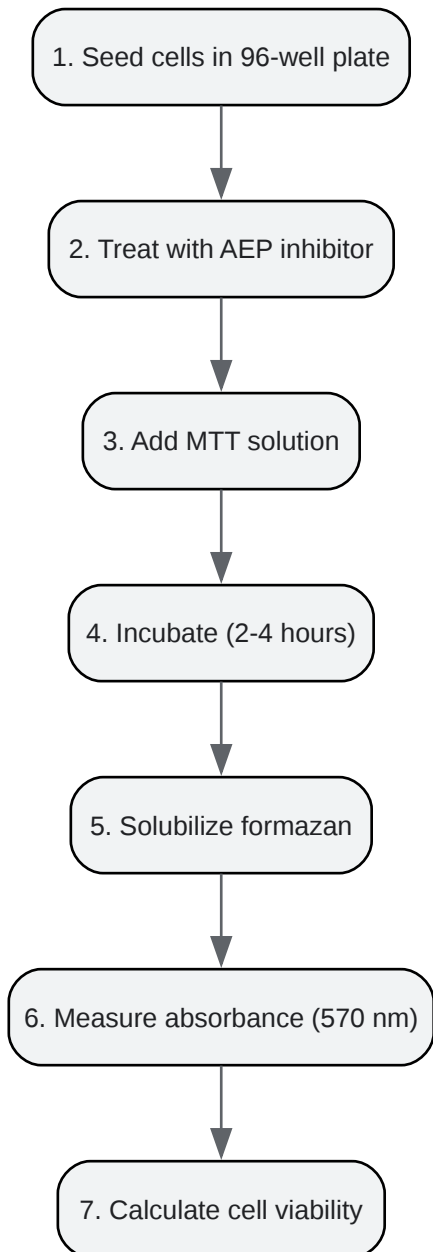 1. Seed cells in 96-well plate
2. Treat with AEP inhibitor
3. Add MTT solution
4. Incubate (2-4 hours)
5. Solubilize formazan
6. Measure absorbance (570 nm)
7. Calculate cell viability